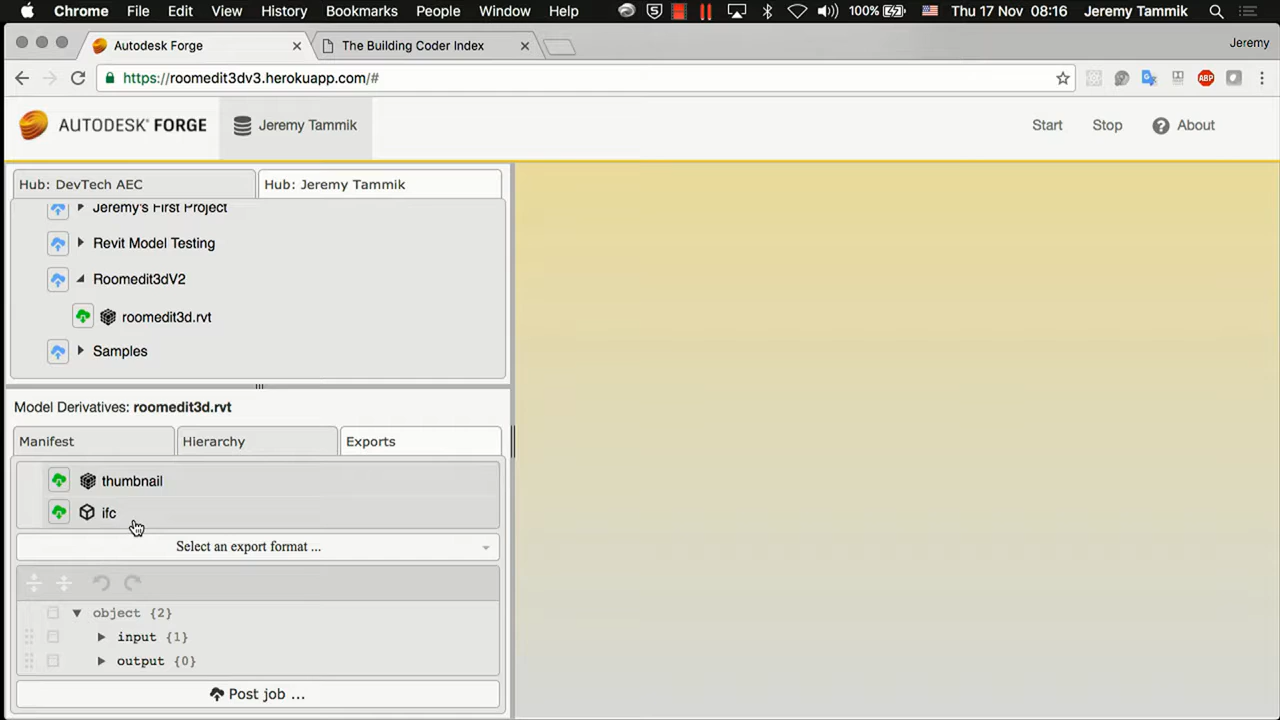 Chrome File Edit View History Bookmarks People Window Help 5 100% Thu 17 Nov 08:16 Jeremy Tammik
Autodesk Forge The Building Coder Index Jeremy
https://roomedit3dv3.herokuapp.com/# ABP
AUTODESK® FORGE Jeremy Tammik Start Stop ? About
Hub: DevTech AEC Hub: Jeremy Tammik
Jeremy's First Project
Revit Model Testing
Roomedit3dV2
roomedit3d.rvt
Samples
Model Derivatives: roomedit3d.rvt
Manifest Hierarchy Exports
thumbnail
ifc
Select an export format ...
object {2}
input {1}
output {0}
Post job ...